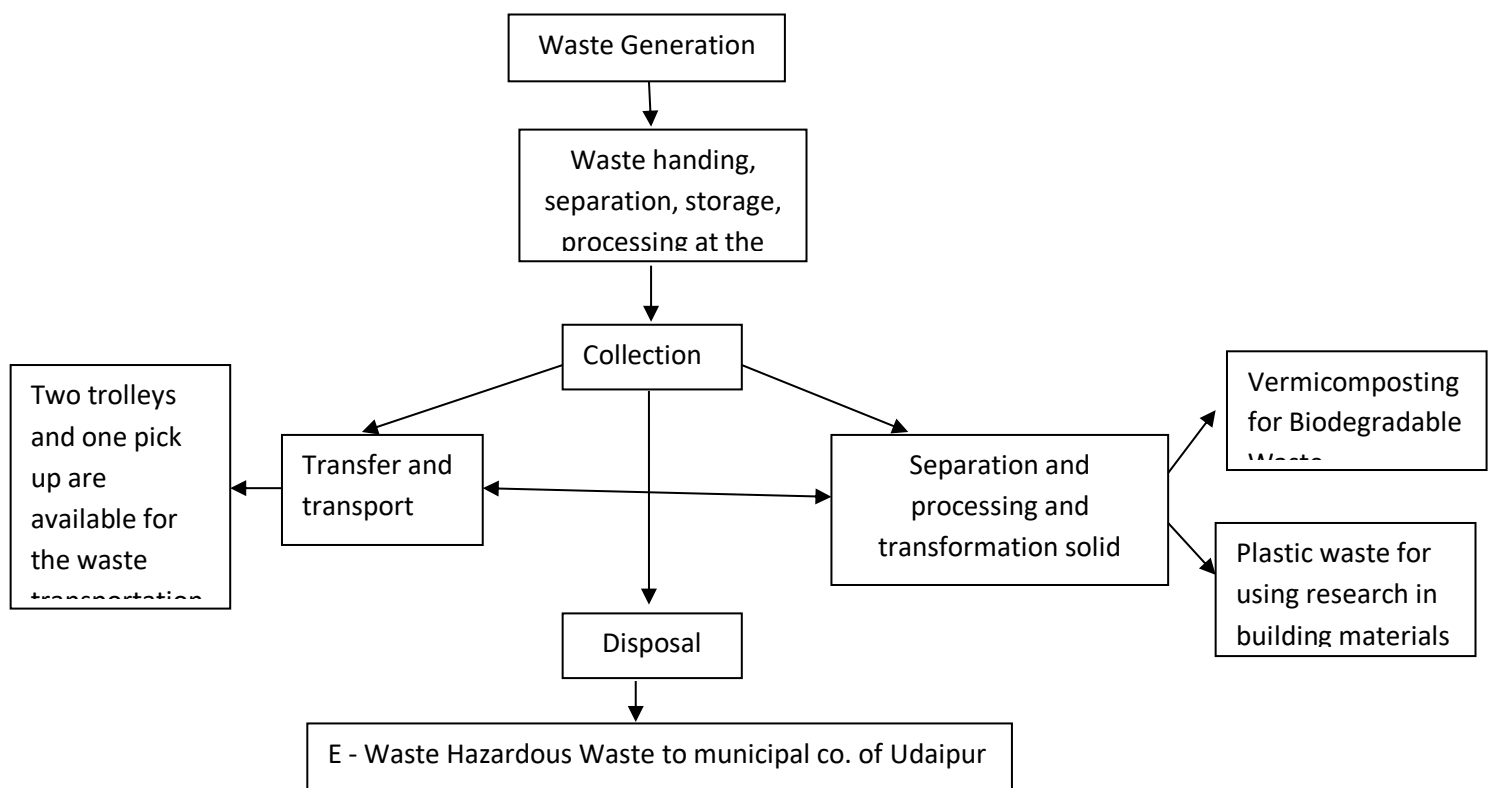 Waste Generation
Waste handing,
separation, storage,
processing at the
Collection
Two trolleys
and one pick
up are
available for
the waste
transportation
Transfer and
transport
Separation and
processing and
transformation solid
Vermicomposting
for Biodegradable
Waste
Plastic waste for
using research in
building materials
Disposal
E - Waste Hazardous Waste to municipal co. of Udaipur